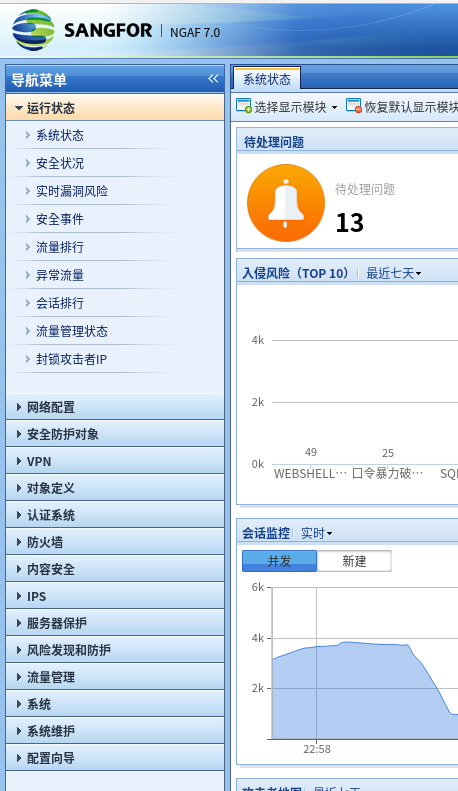 SANGFOR | NGAF 7.0
导航菜单
运行状态
系统状态
安全状况
实时漏洞风险
安全事件
流量排行
异常流量
会话排行
流量管理状态
封锁攻击者IP
网络配置
安全防护对象
VPN
对象定义
认证系统
防火墙
内容安全
IPS
服务器保护
风险发现和防护
流量管理
系统
系统维护
配置向导
系统状态
选择显示模块 恢复默认显示模块
待处理问题
待处理问题
13
入侵风险（TOP 10） 最近七天
4k
2k
0k
49 25
WEBSHELL… 口令暴力破… SQ
会话监控 实时
并发 新建
6k
4k
2k
22:58
攻击者地图 最近七天